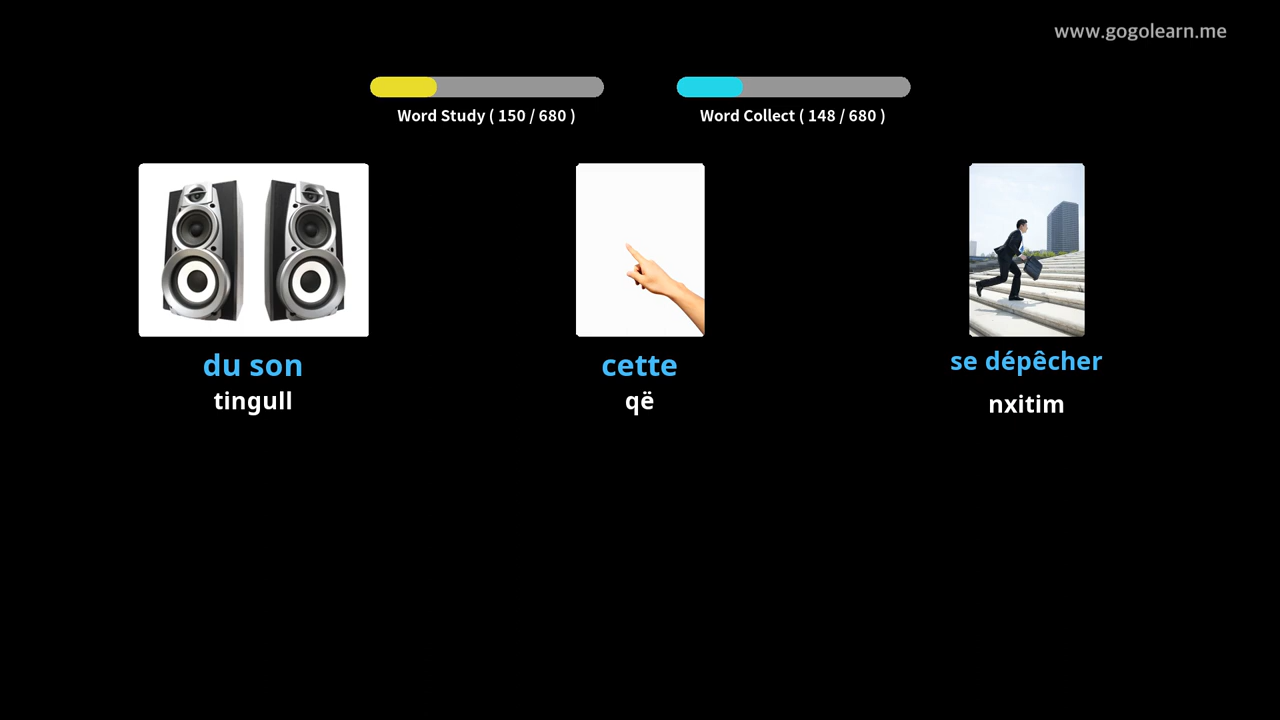 www.gogolearn.me
Word Study ( 150 / 680 )
Word Collect ( 148 / 680 )
du son
tingull
cette
që
se dépêcher
nxitim